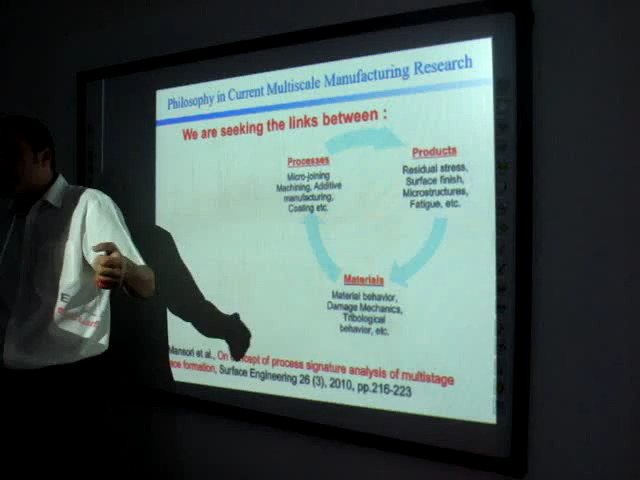 Philosophy in Current Multiscale Manufacturing Research
We are seeking the links between :
Processes
Micro-joining
Machining, Additive
manufacturing,
Coating etc.
Products
Residual stress,
Surface finish,
Microstructures,
Fatigue, etc.
Materials
Material behavior,
Damage Mechanics,
Tribological
behavior, etc.
Mansori et al., On concept of process signature analysis of multistage
formation, Surface Engineering 26 (3), 2010, pp.216-223